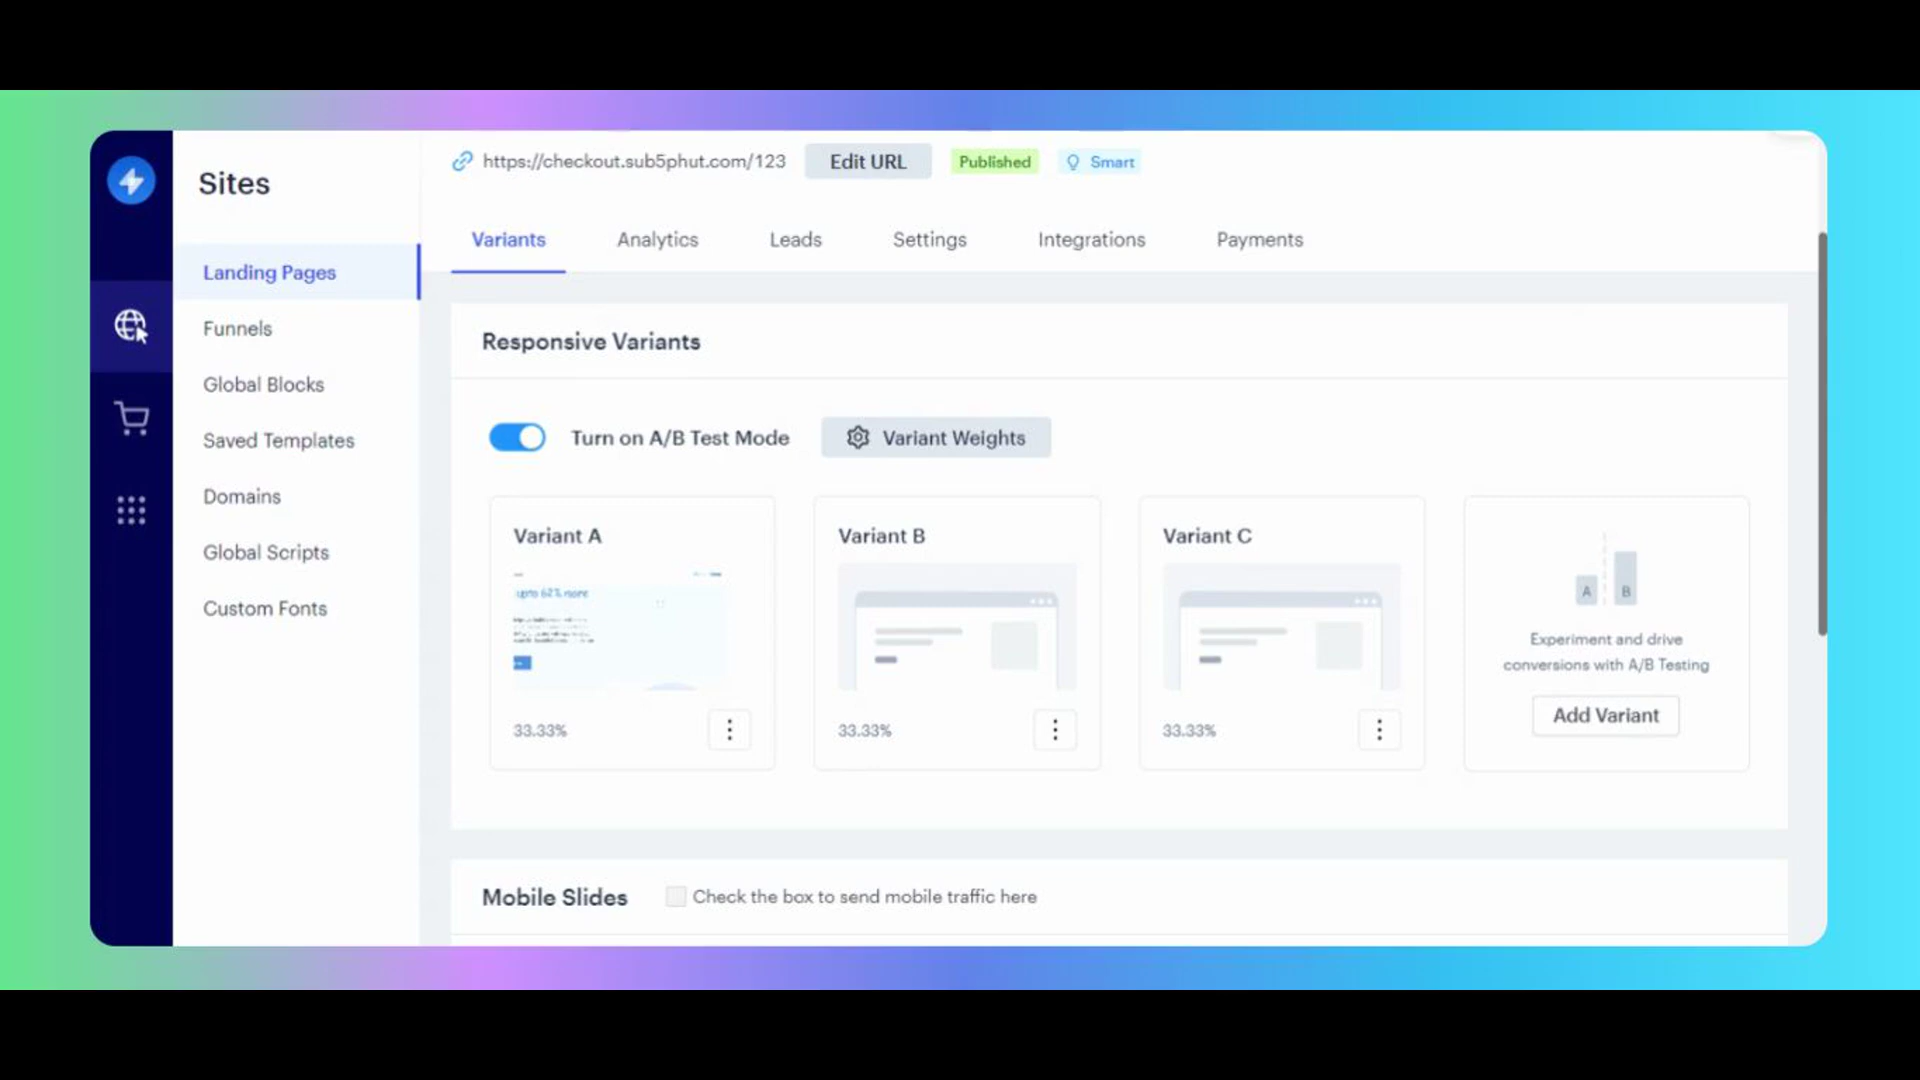 Sites
https://checkout.sub5phut.com/123 Edit URL Published Smart
Variants Analytics Leads Settings Integrations Payments
Landing Pages
Funnels
Global Blocks
Saved Templates
Domains
Global Scripts
Custom Fonts
Responsive Variants
Turn on A/B Test Mode Variant Weights
Variant A
upto 62% more
33.33%
Variant B
33.33%
Variant C
33.33%
A B
Experiment and drive
conversions with A/B Testing
Add Variant
Mobile Slides Check the box to send mobile traffic here